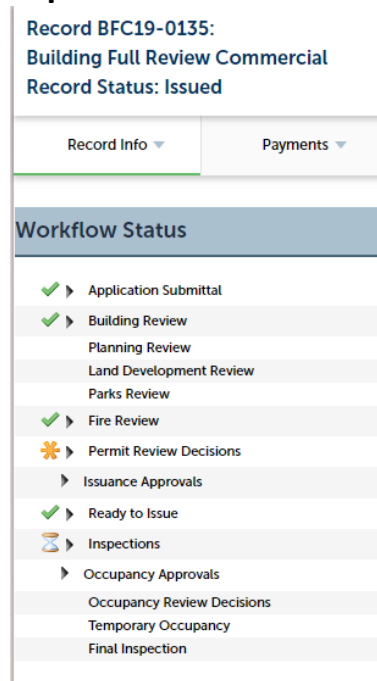 Record BFC19-0135:
Building Full Review Commercial
Record Status: Issued
Record Info
Payments
Workflow Status
Application Submittal
Building Review
Planning Review
Land Development Review
Parks Review
Fire Review
Permit Review Decisions
Issuance Approvals
Ready to Issue
Inspections
Occupancy Approvals
Occupancy Review Decisions
Temporary Occupancy
Final Inspection